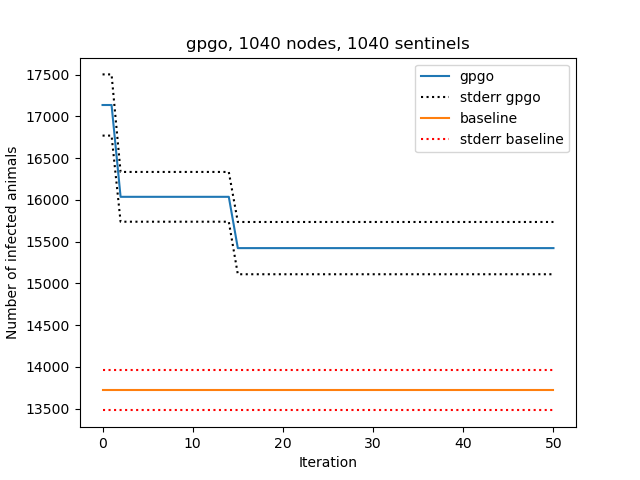 gpgo, 1040 nodes, 1040 sentinels
17500
17000
16500
16000
15500
15000
14500
14000
13500
Number of infected animals
gpgo
stderr gpgo
baseline
stderr baseline
0
10
20
30
40
50
Iteration